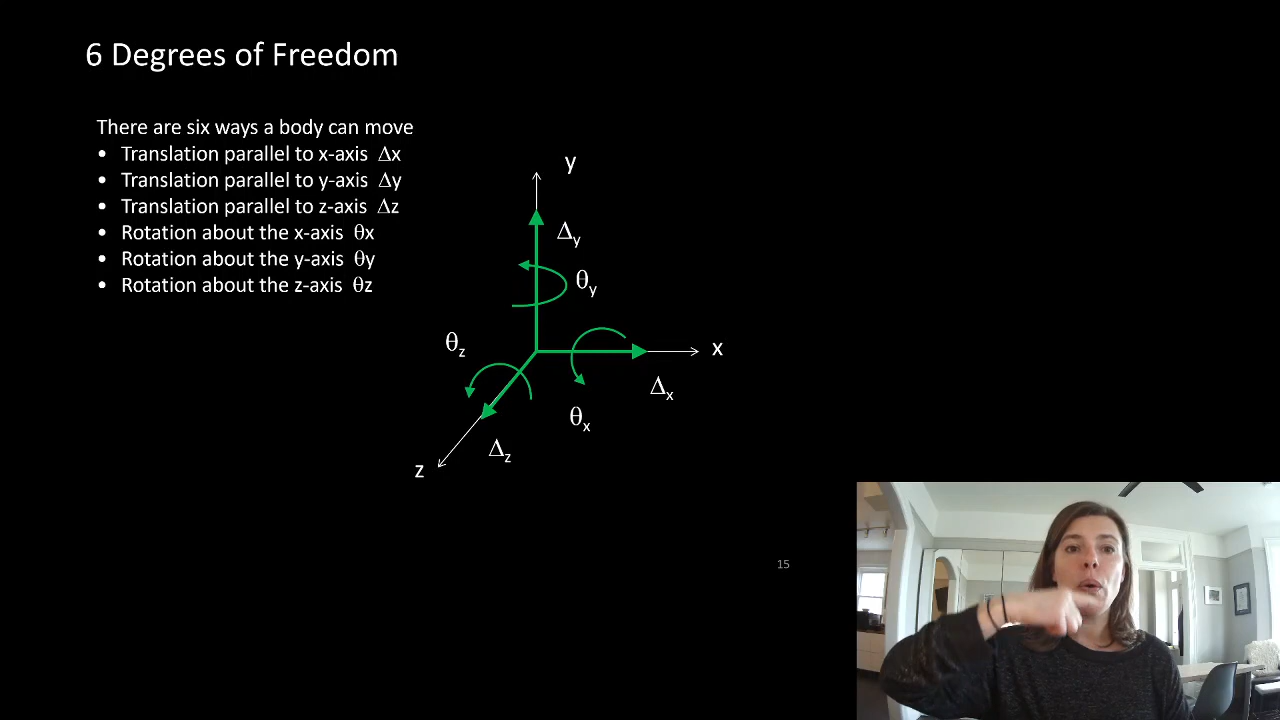 6 Degrees of Freedom
There are six ways a body can move
• Translation parallel to x-axis Δx
• Translation parallel to y-axis Δy
• Translation parallel to z-axis Δz
• Rotation about the x-axis θx
• Rotation about the y-axis θy
• Rotation about the z-axis θz
y
Δy
θy
θz
x
Δx
θx
Δz
z
15